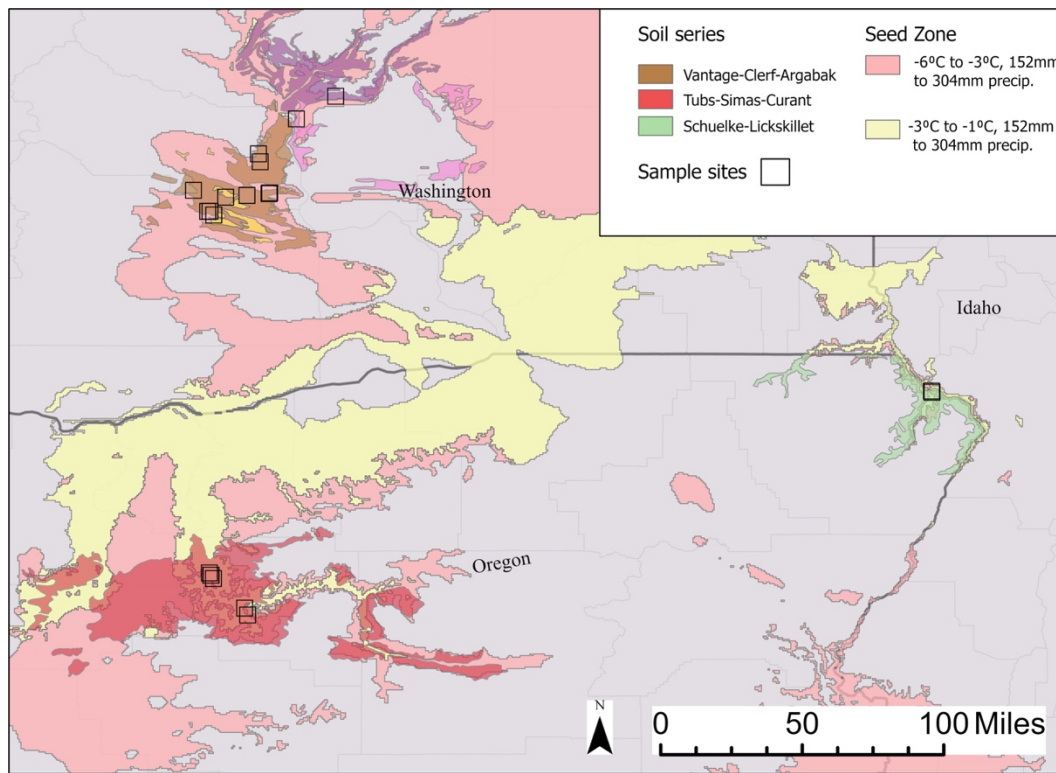 Soil series
Vantage-Clerf-Argabak
Tubs-Simas-Curant
Schuelke-Lickskillet
Sample sites
Seed Zone
-6ºC to -3ºC, 152mm
to 304mm precip.
-3ºC to -1ºC, 152mm
to 304mm precip.
Washington
Idaho
Oregon
N
0 50 100 Miles